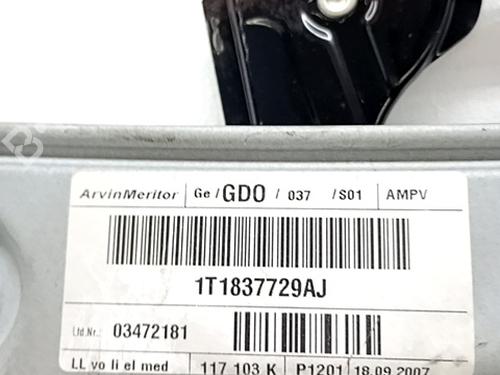 ArvinMeritor Ge / GDO / 037 / S01 AMPV
1T1837729AJ
Lfd.Nr.: 03472181
LL vo li el med 117 103 K P1201 18.09.2007
B